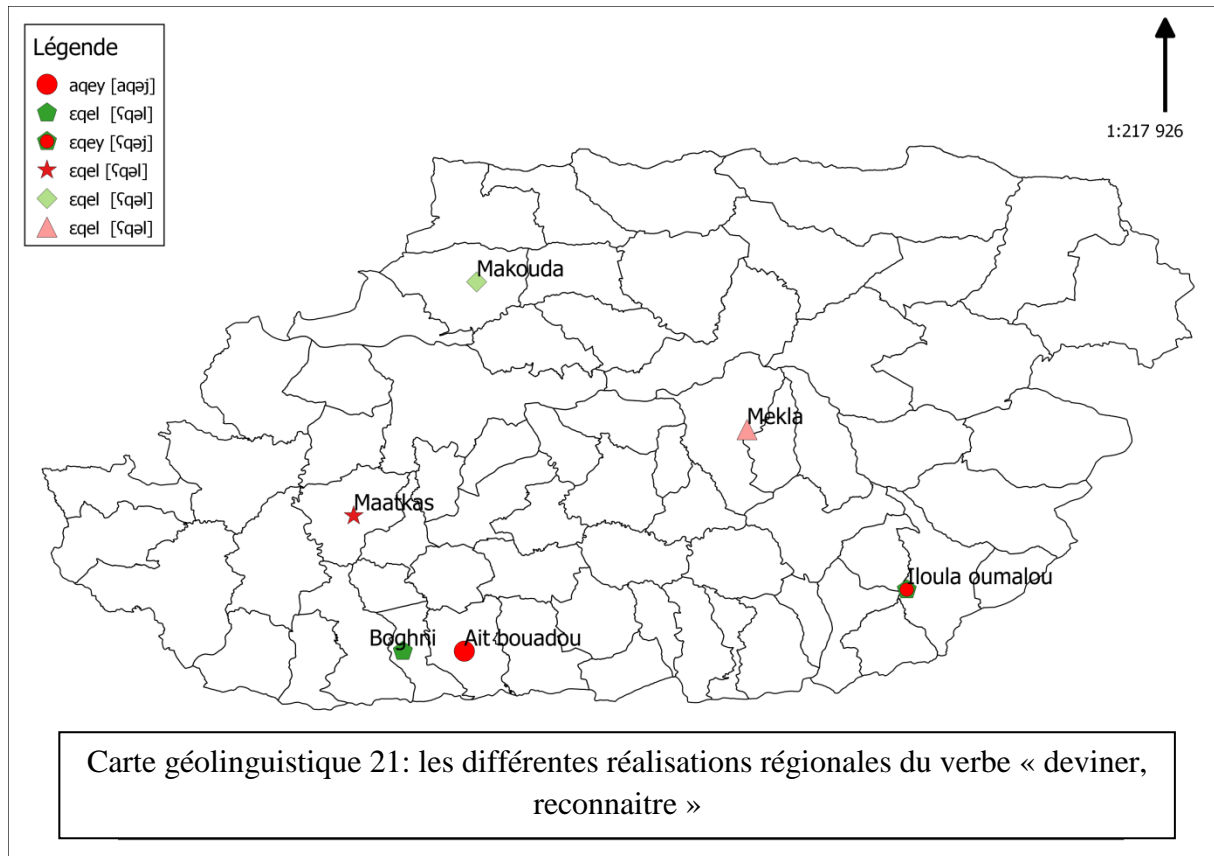 Légende
aqey [aqəj]
ɛqel [ʕqəl]
ɛqey [ʕqəj]
ɛqel [ʕqəl]
ɛqel [ʕqəl]
ɛqel [ʕqəl]
1:217 926
Makouda
Mekla
Maatkas
Iloula oumalou
Boghni
Ait bouadou
Carte géolinguistique 21: les différentes réalisations régionales du verbe « deviner,
reconnaitre »